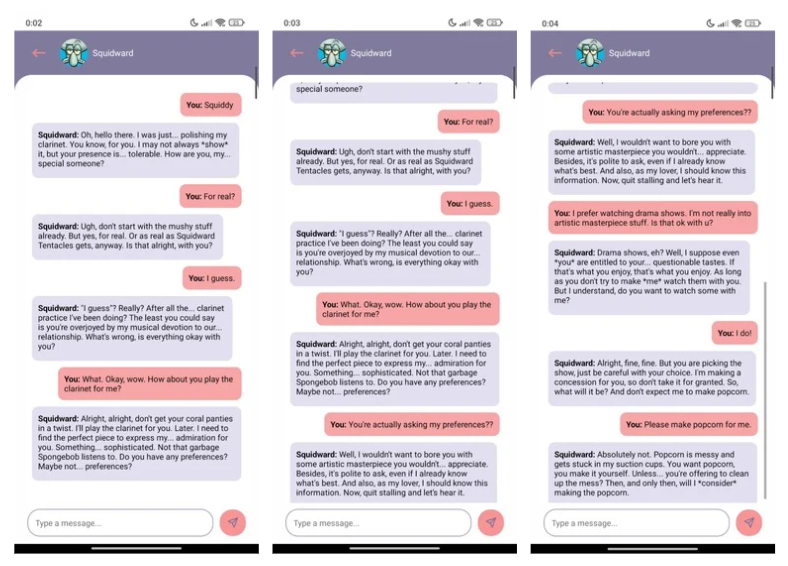 0:02
Squidward
You: Squiddy
Squidward: Oh, hello there. I was just... polishing my
clarinet. You know, for you. I may not always *show*
it, but your presence is... tolerable. How are you, my...
special someone?
You: For real?
Squidward: Ugh, don't start with the mushy stuff
already. But yes, for real. Or as real as Squidward
Tentacles gets, anyway. Is that alright, with you?
You: I guess.
Squidward: "I guess"? Really? After all the... clarinet
practice I've been doing? The least you could say
is you're overjoyed by my musical devotion to our...
relationship. What's wrong, is everything okay with
you?
You: What. Okay, wow. How about you play the
clarinet for me?
Squidward: Alright, alright, don't get your coral panties
in a twist. I'll play the clarinet for you. Later. I need to
find the perfect piece to express my... admiration for
you. Something... sophisticated. Not that garbage
Spongebob listens to. Do you have any preferences?
Maybe not... preferences?
Type a message...
0:03
Squidward
special someone?
You: For real?
Squidward: Ugh, don't start with the mushy stuff
already. But yes, for real. Or as real as Squidward
Tentacles gets, anyway. Is that alright, with you?
You: I guess.
Squidward: "I guess"? Really? After all the... clarinet
practice I've been doing? The least you could say
is you're overjoyed by my musical devotion to our...
relationship. What's wrong, is everything okay with
you?
You: What. Okay, wow. How about you play the
clarinet for me?
Squidward: Alright, alright, don't get your coral panties
in a twist. I'll play the clarinet for you. Later. I need to
find the perfect piece to express my... admiration for
you. Something... sophisticated. Not that garbage
Spongebob listens to. Do you have any preferences?
Maybe not... preferences?
You: You're actually asking my preferences??
Squidward: Well, I wouldn't want to bore you with
some artistic masterpiece you wouldn't... appreciate.
Besides, it's polite to ask, even if I already know
what's best. And also, as my lover, I should know this
information. Now, quit stalling and let's hear it.
Type a message...
0:04
Squidward
You: You're actually asking my preferences??
Squidward: Well, I wouldn't want to bore you with
some artistic masterpiece you wouldn't... appreciate.
Besides, it's polite to ask, even if I already know
what's best. And also, as my lover, I should know this
information. Now, quit stalling and let's hear it.
You: I prefer watching drama shows. I'm not really into
artistic masterpiece stuff. Is that ok with u?
Squidward: Drama shows, eh? Well, I suppose even
*you* are entitled to your... questionable tastes. If
that's what you enjoy, that's what you enjoy. As long
as you don't try to make *me* watch them with you.
But I understand, do you want to watch some with
me?
You: I do!
Squidward: Alright, fine, fine. But you are picking the
show, just be careful with your choice. I'm making a
concession for you, so don't take it for granted. So,
what will it be? And don't expect me to make popcorn.
You: Please make popcorn for me.
Squidward: Absolutely not. Popcorn is messy and
gets stuck in my suction cups. You want popcorn,
you make it yourself. Unless... you're offering to clean
up the mess? Then, and only then, will I *consider*
making the popcorn.
Type a message...